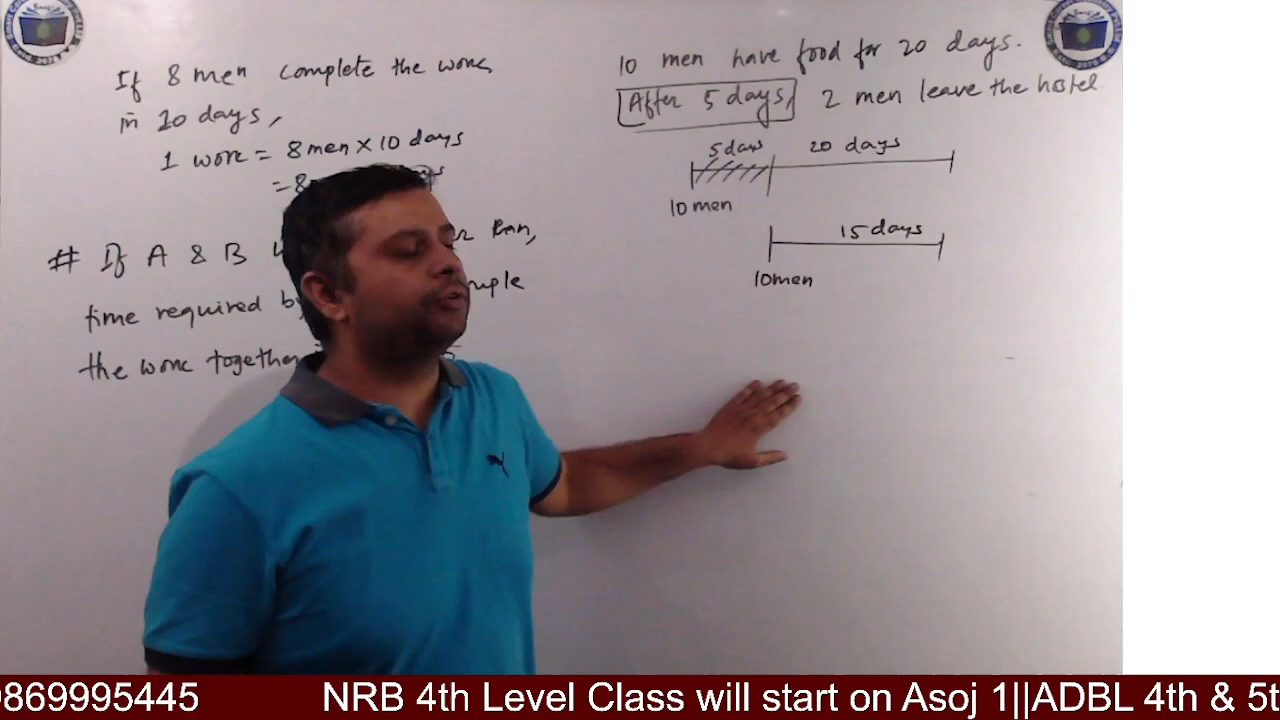 If 8 men complete the work
in 10 days,
1 work = 8 men × 10 days
= 8
# If A & B
time required
the work together
10 men have food for 20 days.
After 5 days, 2 men leave the hostel
5 days 20 days
10 men
15 days
10 men
9869995445 NRB 4th Level Class will start on Asoj 1||ADBL 4th & 5t